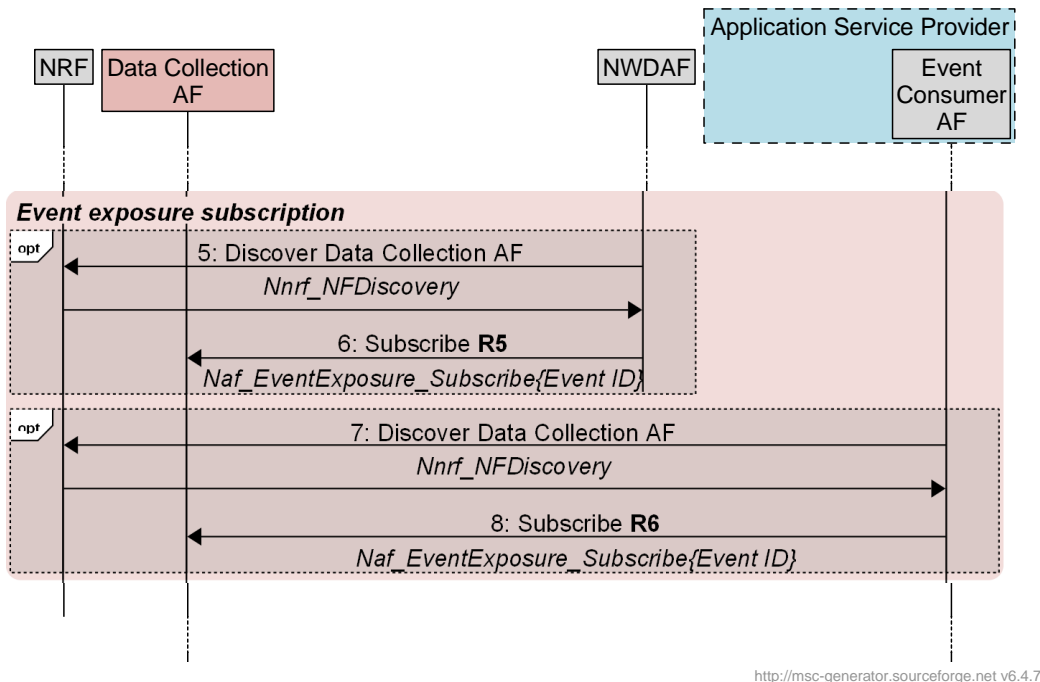 Application Service Provider
NRF
Data Collection
AF
NWDAF
Event
Consumer
AF
Event exposure subscription
opt
5: Discover Data Collection AF
Nnrf_NFDiscovery
6: Subscribe R5
Naf_EventExposure_Subscribe{Event ID}
opt
7: Discover Data Collection AF
Nnrf_NFDiscovery
8: Subscribe R6
Naf_EventExposure_Subscribe{Event ID}
http://msc-generator.sourceforge.net v6.4.7